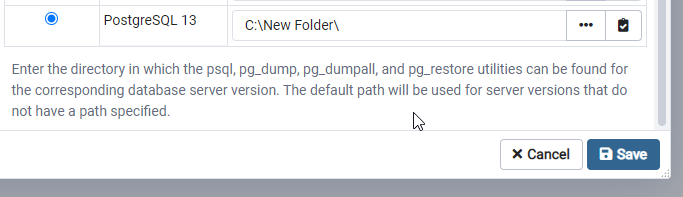 PostgreSQL 13 C:\New Folder\
Enter the directory in which the psql, pg_dump, pg_dumpall, and pg_restore utilities can be found for
the corresponding database server version. The default path will be used for server versions that do
not have a path specified.
Cancel Save